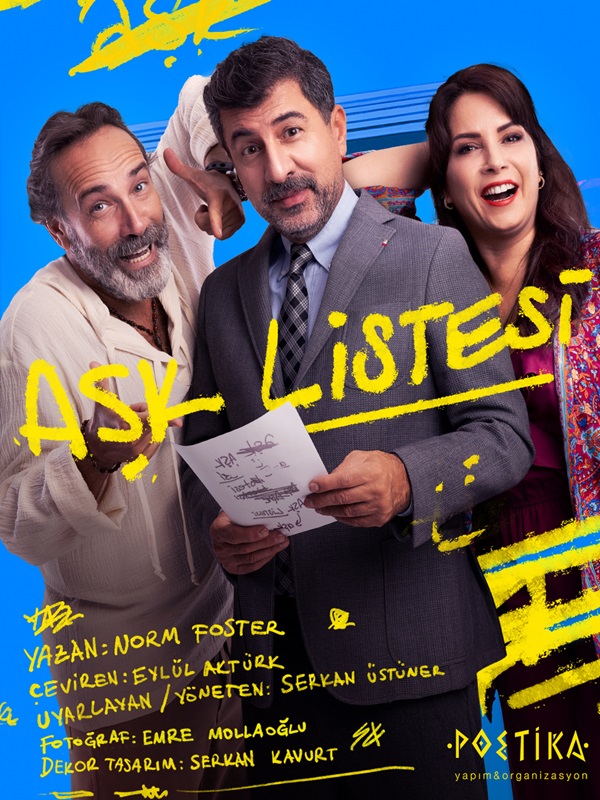 AŞK
AŞK LİSTESİ
YAZAN: NORM FOSTER
ÇEVİREN: EYLÜL AKTÜRK
UYARLAYAN / YÖNETEN: SERKAN ÜSTÜNER
FOTOĞRAF: EMRE MOLLAOĞLU
DEKOR TASARIM: SERKAN KAVURT
·POETİKA·
yapım&organizasyon